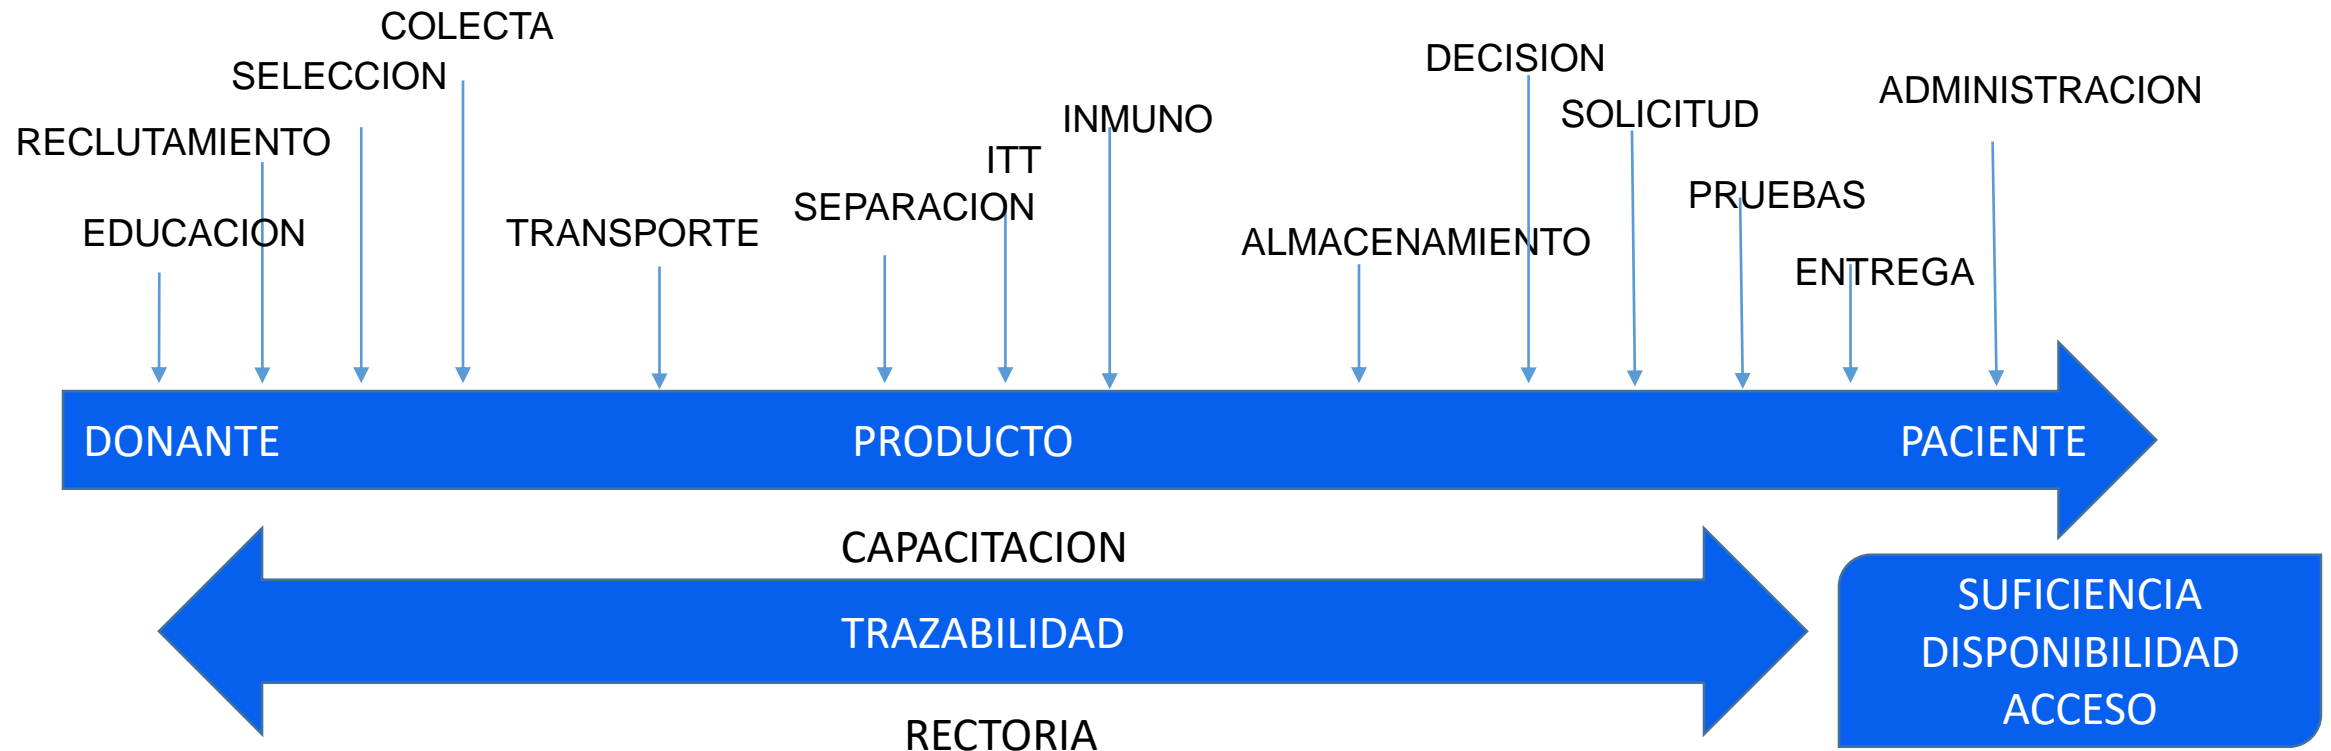 COLECTA
SELECCION
RECLUTAMIENTO
EDUCACION
TRANSPORTE
SEPARACION
ITT
INMUNO
ALMACENAMIENTO
DECISION
SOLICITUD
PRUEBAS
ENTREGA
ADMINISTRACION
DONANTE
PRODUCTO
PACIENTE
CAPACITACION
TRAZABILIDAD
RECTORIA
SUFICIENCIA
DISPONIBILIDAD
ACCESO